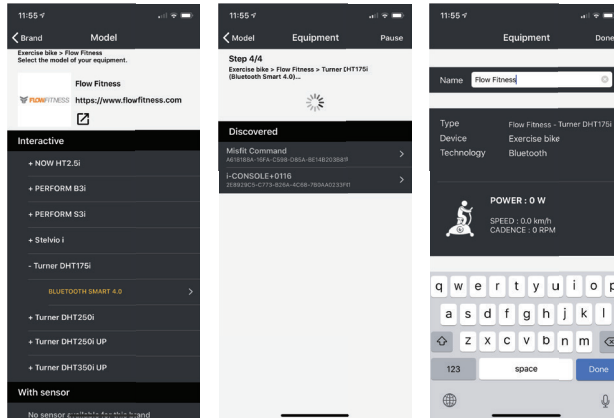 11:55
Brand
Model
Exercise bike > Flow Fitness
Select the model of your equipment.
Flow Fitness
FLOWFITNESS
https://www.flowfitness.com
Interactive
+ NOW HT2.5i
+ PERFORM B3i
+ PERFORM S3i
+ Stelvio i
- Turner DHT175i
BLUETOOTH SMART 4.0
+ Turner DHT250i
+ Turner DHT250i UP
+ Turner DHT350i UP
With sensor
No sensor available for this brand
11:55
Model
Equipment
Pause
Step 4/4
Exercise bike > Flow Fitness > Turner DHT175i
(Bluetooth Smart 4.0)...
Discovered
Misfit Command
i-CONSOLE+0116
11:55
Equipment
Done
Name
Flow Fitness
Type
Flow Fitness - Turner DHT175i
Device
Exercise bike
Technology
Bluetooth
POWER : 0 W
SPEED : 0.0 km/h
CADENCE : 0 RPM
q w e r t y u i o p
a s d f g h j k l
z x c v b n m
123
space
Done